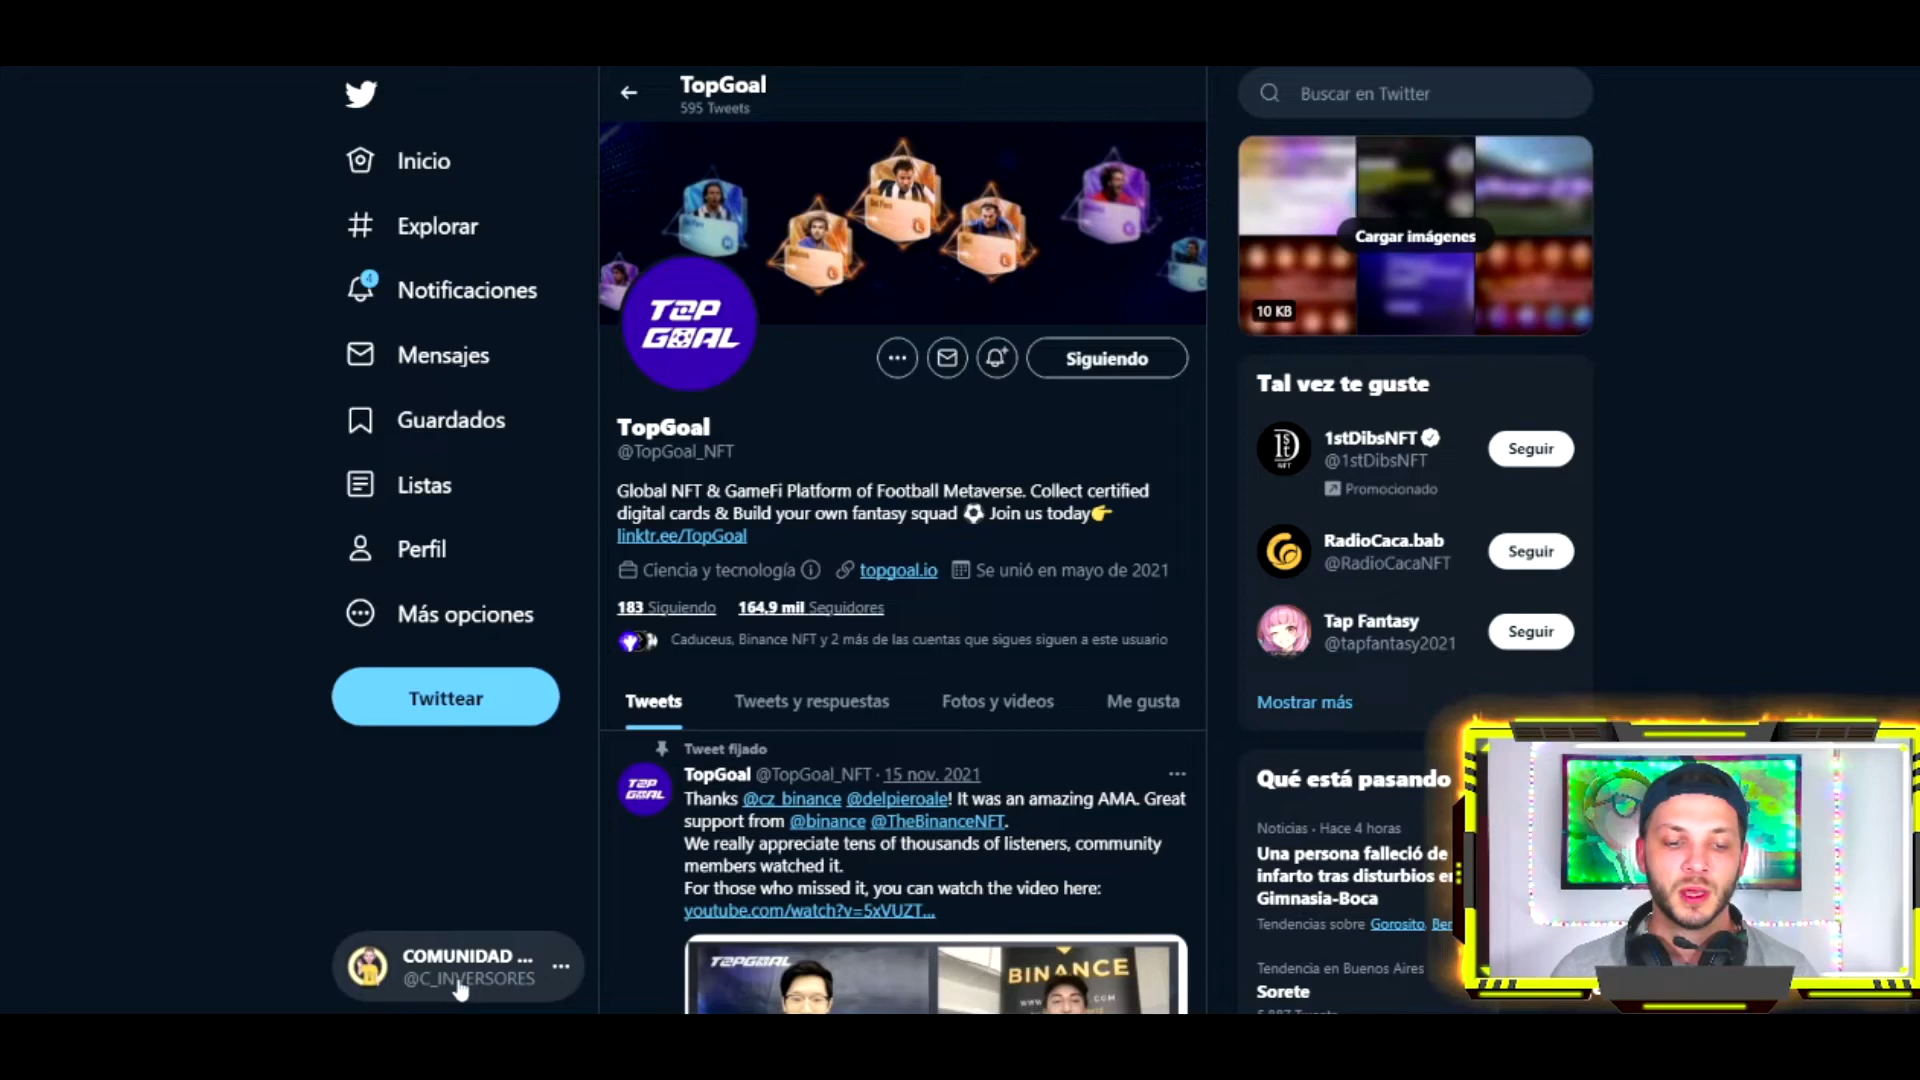 Inicio
Explorar
4
Notificaciones
Mensajes
Guardados
Listas
Perfil
Más opciones
Twittear
COMUNIDAD ...
@C_INVERSORES
TopGoal
595 Tweets
TOP
GOAL
Siguiendo
TopGoal
@TopGoal_NFT
Global NFT & GameFi Platform of Football Metaverse. Collect certified
digital cards & Build your own fantasy squad ⚽ Join us today👉
linktr.ee/TopGoal
Ciencia y tecnología topgoal.io Se unió en mayo de 2021
183 Siguiendo 164,9 mil Seguidores
Caduceus, Binance NFT y 2 más de las cuentas que sigues siguen a este usuario
Tweets Tweets y respuestas Fotos y videos Me gusta
Tweet fijado
TOP
GOAL
TopGoal @TopGoal_NFT · 15 nov. 2021
Thanks @cz_binance @delpieroale! It was an amazing AMA. Great
support from @binance @TheBinanceNFT.
We really appreciate tens of thousands of listeners, community
members watched it.
For those who missed it, you can watch the video here:
youtube.com/watch?v=5xVUZT...
TOPGOAL
BINANCE
Buscar en Twitter
Cargar imágenes
10 KB
Tal vez te guste
1stDibsNFT
@1stDibsNFT
Promocionado
Seguir
RadioCaca.bab
@RadioCacaNFT
Seguir
Tap Fantasy
@tapfantasy2021
Seguir
Mostrar más
Qué está pasando
Noticias · Hace 4 horas
Una persona falleció de
infarto tras disturbios en
Gimnasia-Boca
Tendencias sobre Gorosito, Ber
Tendencia en Buenos Aires
Sorete